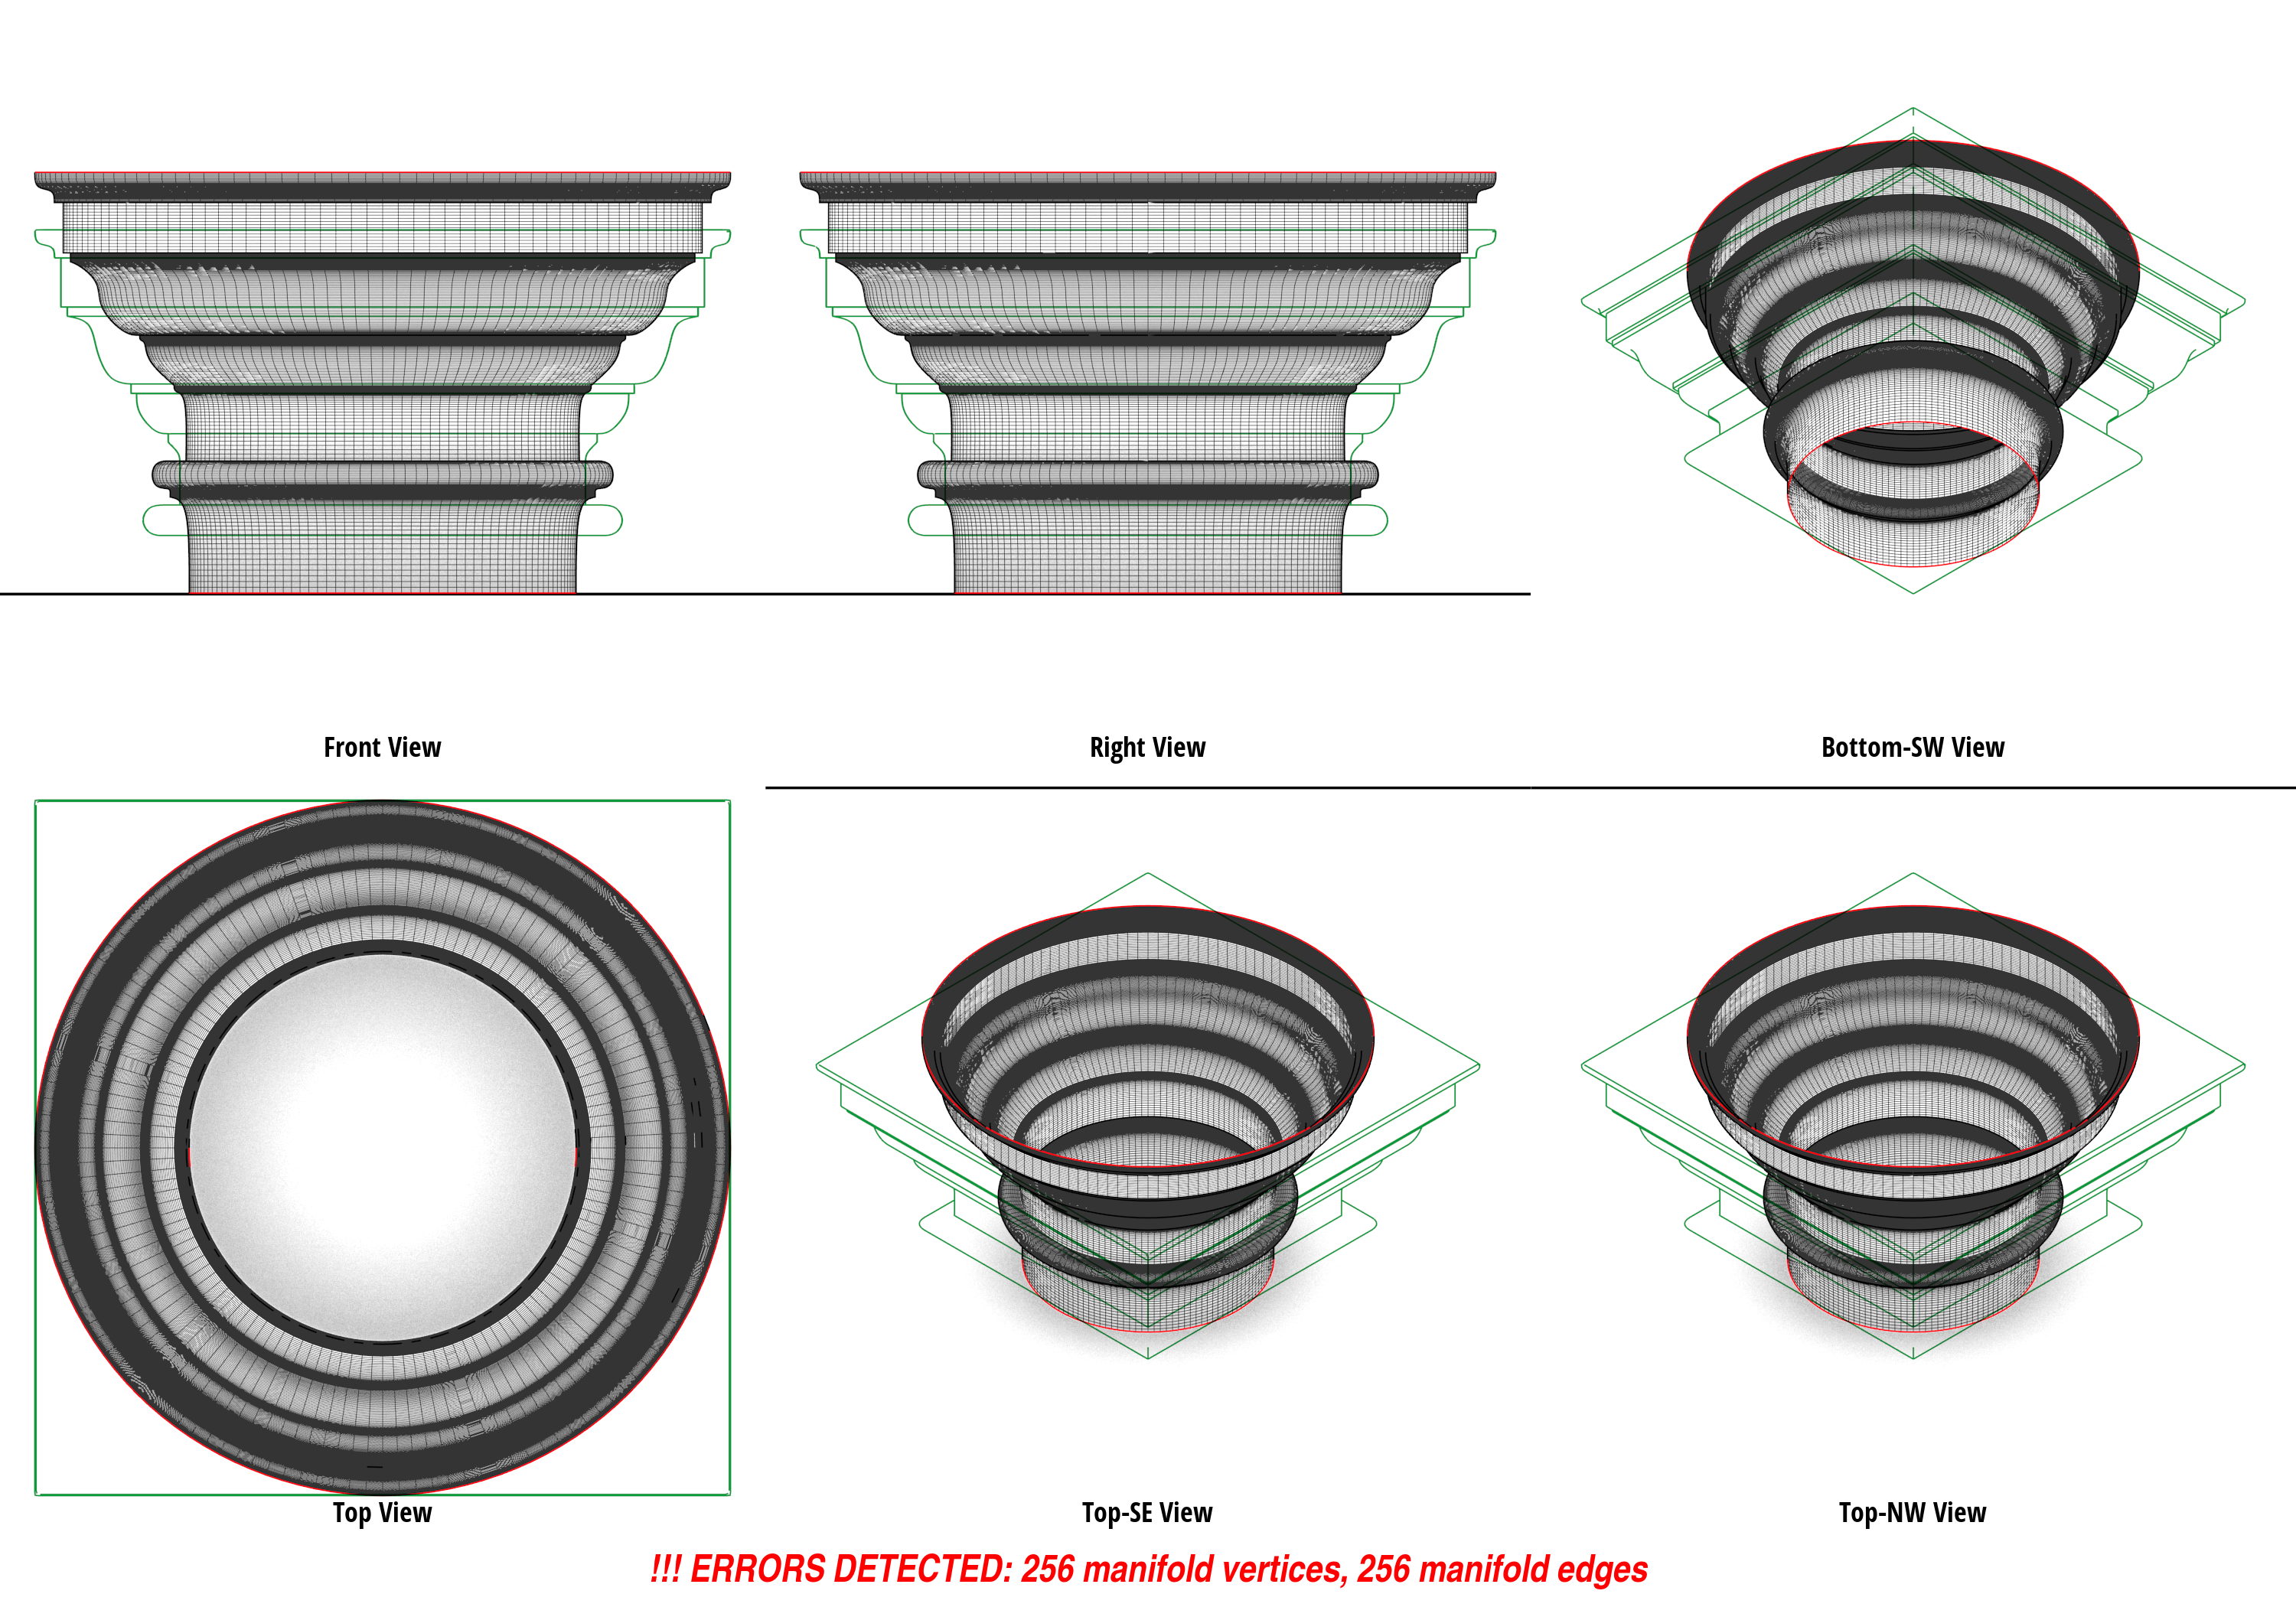 Front View
Right View
Bottom-SW View
Top View
Top-SE View
Top-NW View
!!! ERRORS DETECTED: 256 manifold vertices, 256 manifold edges